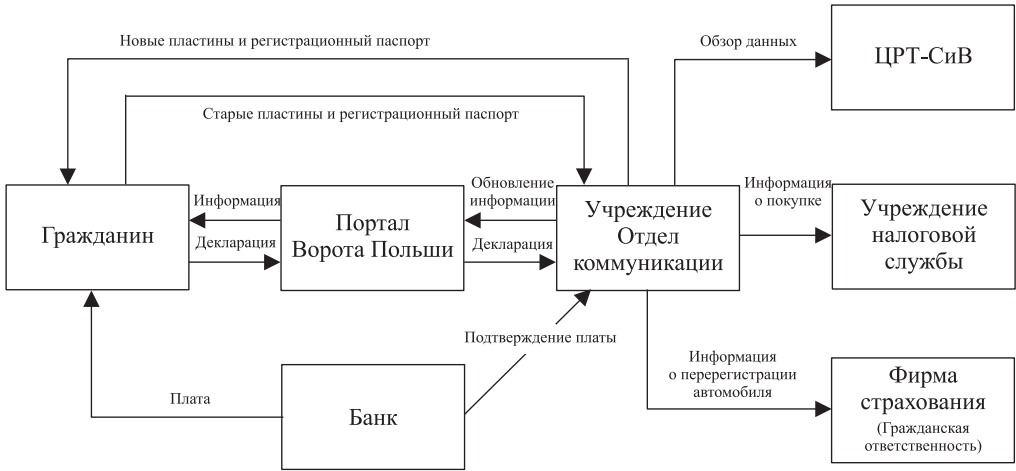 Новые пластины и регистрационный паспорт
Обзор данных
ЦРТ-СиВ
Старые пластины и регистрационный паспорт
Гражданин
Информация
Декларация
Портал
Ворота Польши
Обновление
информации
Декларация
Учреждение
Отдел
коммуникации
Информация
о покупке
Учреждение
налоговой
службы
Подтверждение платы
Плата
Банк
Информация
о перерегистрации
автомобиля
Фирма
страхования
(Гражданская
ответственность)